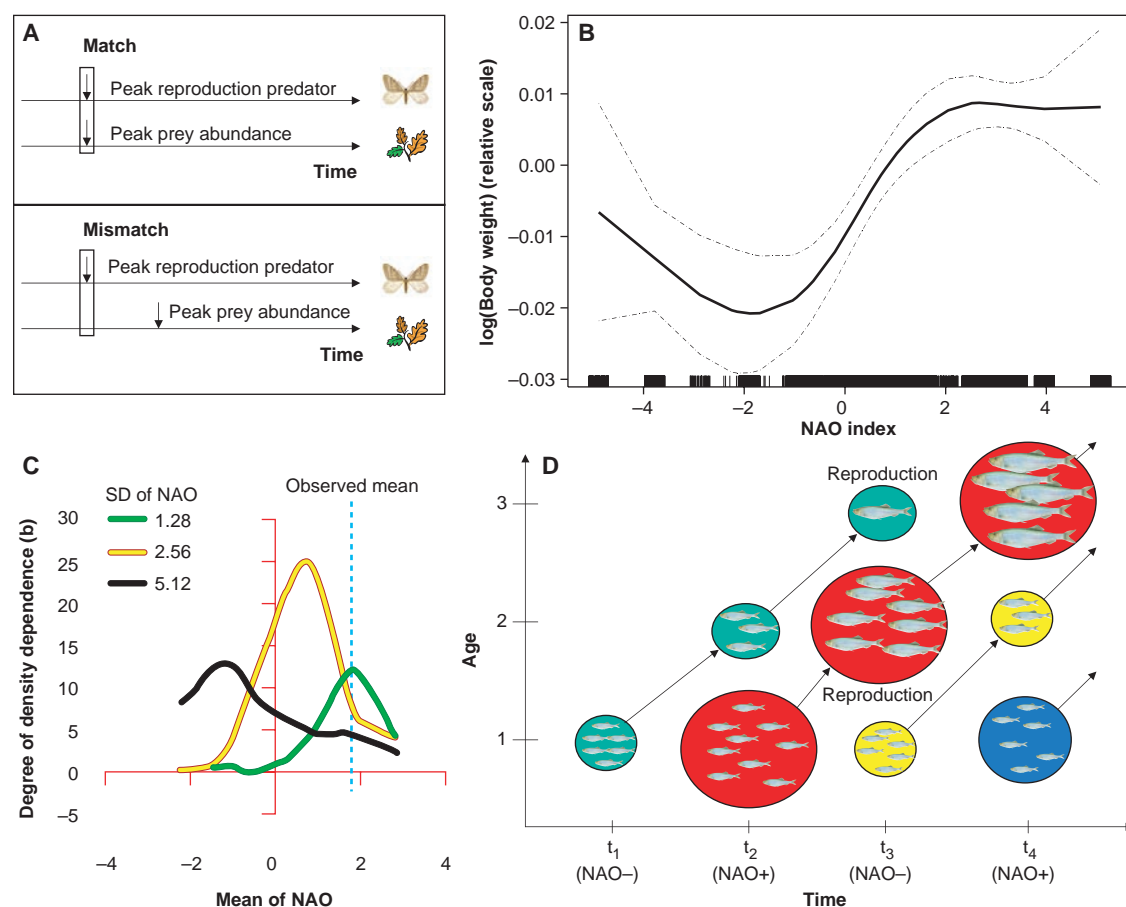 A
Match
Peak reproduction predator
Peak prey abundance
Time
Mismatch
Peak reproduction predator
Peak prey abundance
Time
B
log(Body weight) (relative scale)
0.02
0.01
0.00
–0.01
–0.02
–0.03
–4
–2
0
2
4
NAO index
C
SD of NAO
1.28
2.56
5.12
Observed mean
Degree of density dependence (b)
30
25
20
15
10
5
0
–5
–4
–2
0
2
4
Mean of NAO
D
Age
3
2
1
Reproduction
Reproduction
t1 t2 t3 t4
(NAO–) (NAO+) (NAO–) (NAO+)
Time